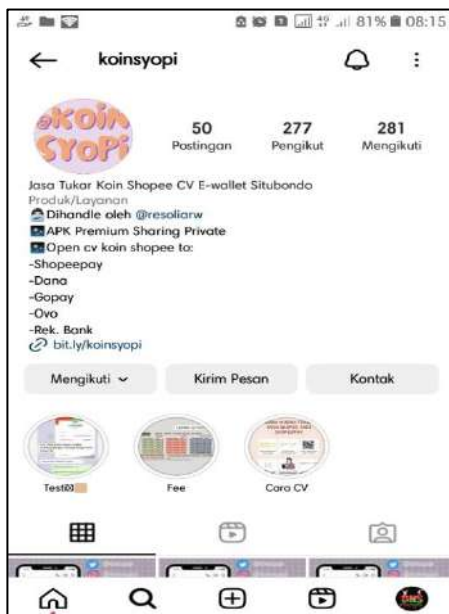 81% 08:15
koinsyopi
@KOIN
SYOPI
50 277 281
Postingan Pengikut Mengikuti
Jasa Tukar Koin Shopee CV E-wallet Situbondo
Produk/Layanan
Dihandle oleh @resoliarw
APK Premium Sharing Private
Open cv koin shopee to:
-Shopeepay
-Dana
-Gopay
-Ovo
-Rek. Bank
bit.ly/koinsyopi
Mengikuti Kirim Pesan Kontak
Testi Fee Cara CV